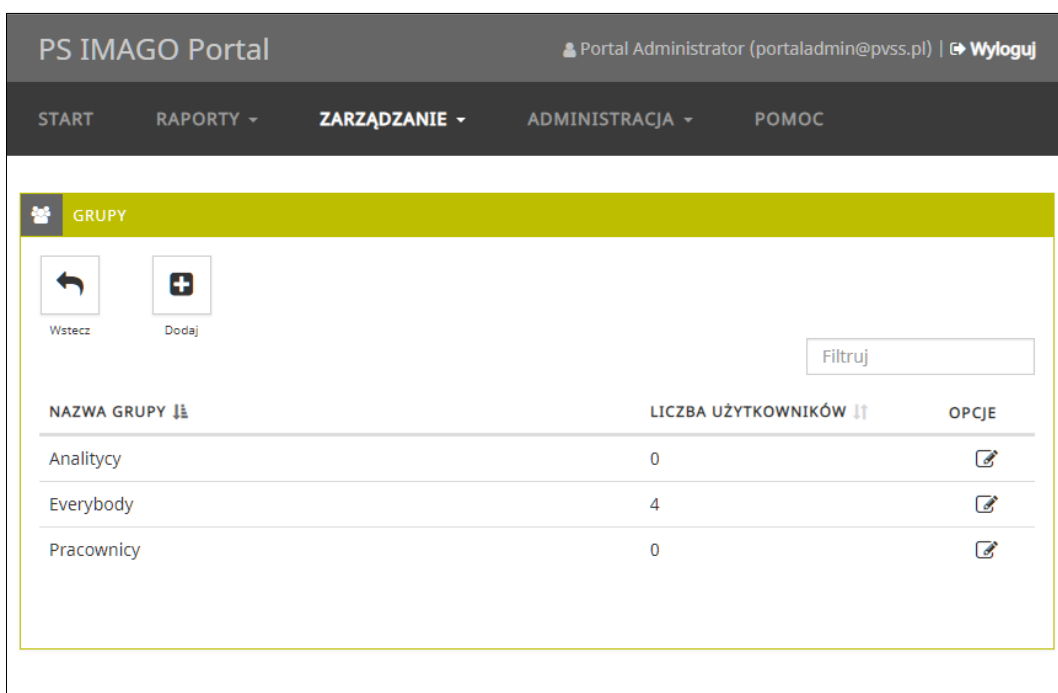 PS IMAGO Portal Portal Administrator (portaladmin@pvss.pl) | Wyloguj
START RAPORTY ZARZĄDZANIE ADMINISTRACJA POMOC
GRUPY
Wstecz Dodaj
Filtruj
NAZWA GRUPY LICZBA UŻYTKOWNIKÓW OPCJE
Analitycy 0
Everybody 4
Pracownicy 0